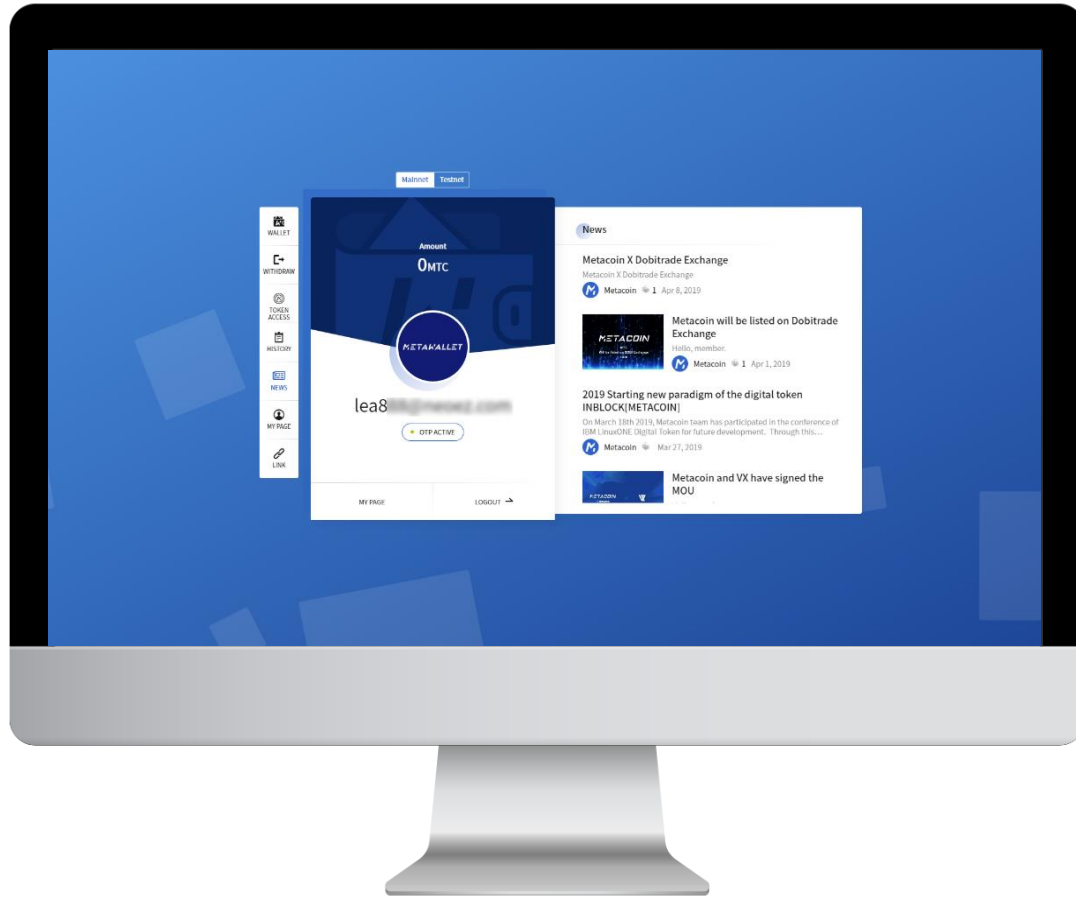 Mainnet Testnet
WALLET
WITHDRAW
TOKEN
ACCESS
HISTORY
NEWS
MY PAGE
LINK
Amount
0MTC
METAWALLET
lea8
OTP ACTIVE
MY PAGE
LOGOUT
News
Metacoin X Dobitrade Exchange
Metacoin X Dobitrade Exchange
Metacoin 1 Apr 8, 2019
METACOIN
Metacoin will be listed on Dobitrade
Exchange
Hello, member.
Metacoin 1 Apr 1, 2019
2019 Starting new paradigm of the digital token
INBLOCK[METACOIN]
On March 18th 2019, Metacoin team has participated in the conference of
IBM LinuxONE Digital Token for future development. Through this...
Metacoin Mar 27, 2019
METACOIN
Metacoin and VX have signed the
MOU